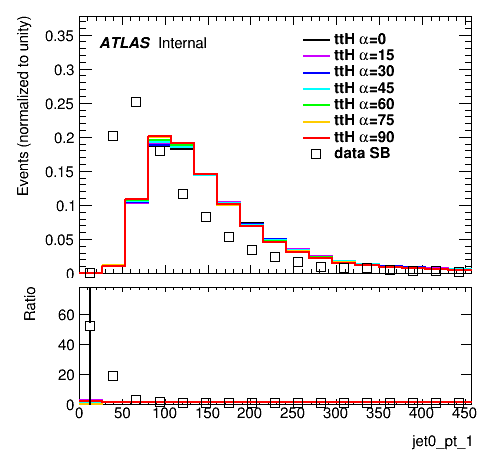 Events (normalized to unity)
0.35
0.3
0.25
0.2
0.15
0.1
0.05
0
ATLAS Internal
ttH α=0
ttH α=15
ttH α=30
ttH α=45
ttH α=60
ttH α=75
ttH α=90
data SB
Ratio
60
40
20
0
0 50 100 150 200 250 300 350 400 450
jet0_pt_1